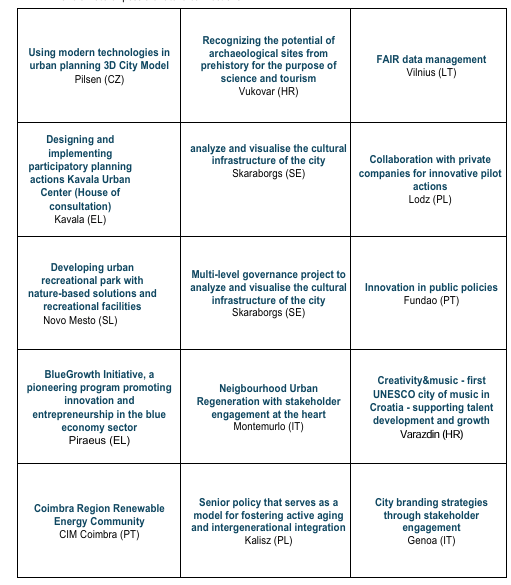 Using modern technologies in
urban planning 3D City Model
Pilsen (CZ)
Recognizing the potential of
archaeological sites from
prehistory for the purpose of
science and tourism
Vukovar (HR)
FAIR data management
Vilnius (LT)
Designing and
implementing
participatory planning
actions Kavala Urban
Center (House of
consultation)
Kavala (EL)
analyze and visualise the cultural
infrastructure of the city
Skaraborgs (SE)
Collaboration with private
companies for innovative pilot
actions
Lodz (PL)
Developing urban
recreational park with
nature-based solutions and
recreational facilities
Novo Mesto (SL)
Multi-level governance project to
analyze and visualise the cultural
infrastructure of the city
Skaraborgs (SE)
Innovation in public policies
Fundao (PT)
BlueGrowth Initiative, a
pioneering program promoting
innovation and
entrepreneurship in the blue
economy sector
Piraeus (EL)
Neigbourhood Urban
Regeneration with stakeholder
engagement at the heart
Montemurlo (IT)
Creativity&music - first
UNESCO city of music in
Croatia - supporting talent
development and growth
Varazdin (HR)
Coimbra Region Renewable
Energy Community
CIM Coimbra (PT)
Senior policy that serves as a
model for fostering active aging
and intergenerational integration
Kalisz (PL)
City branding strategies
through stakeholder
engagement
Genoa (IT)